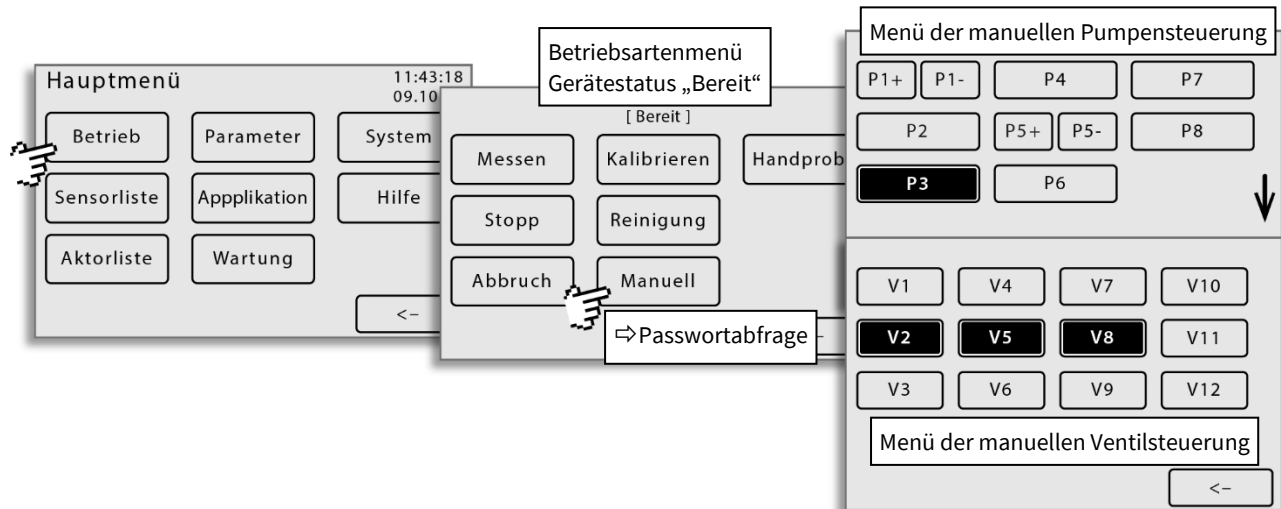 Hauptmenü
11:43:18
09.10
Betrieb
Parameter
System
Sensorliste
Appplikation
Hilfe
Aktorliste
Wartung
<-
Betriebsartenmenü
Gerätestatus „Bereit“
[ Bereit ]
Messen
Kalibrieren
Handprob
Stopp
Reinigung
Abbruch
Manuell
⇨Passwortabfrage
Menü der manuellen Pumpensteuerung
P1+ P1- P4 P7
P2 P5+ P5- P8
P3 P6
V1 V4 V7 V10
V2 V5 V8 V11
V3 V6 V9 V12
Menü der manuellen Ventilsteuerung
<-